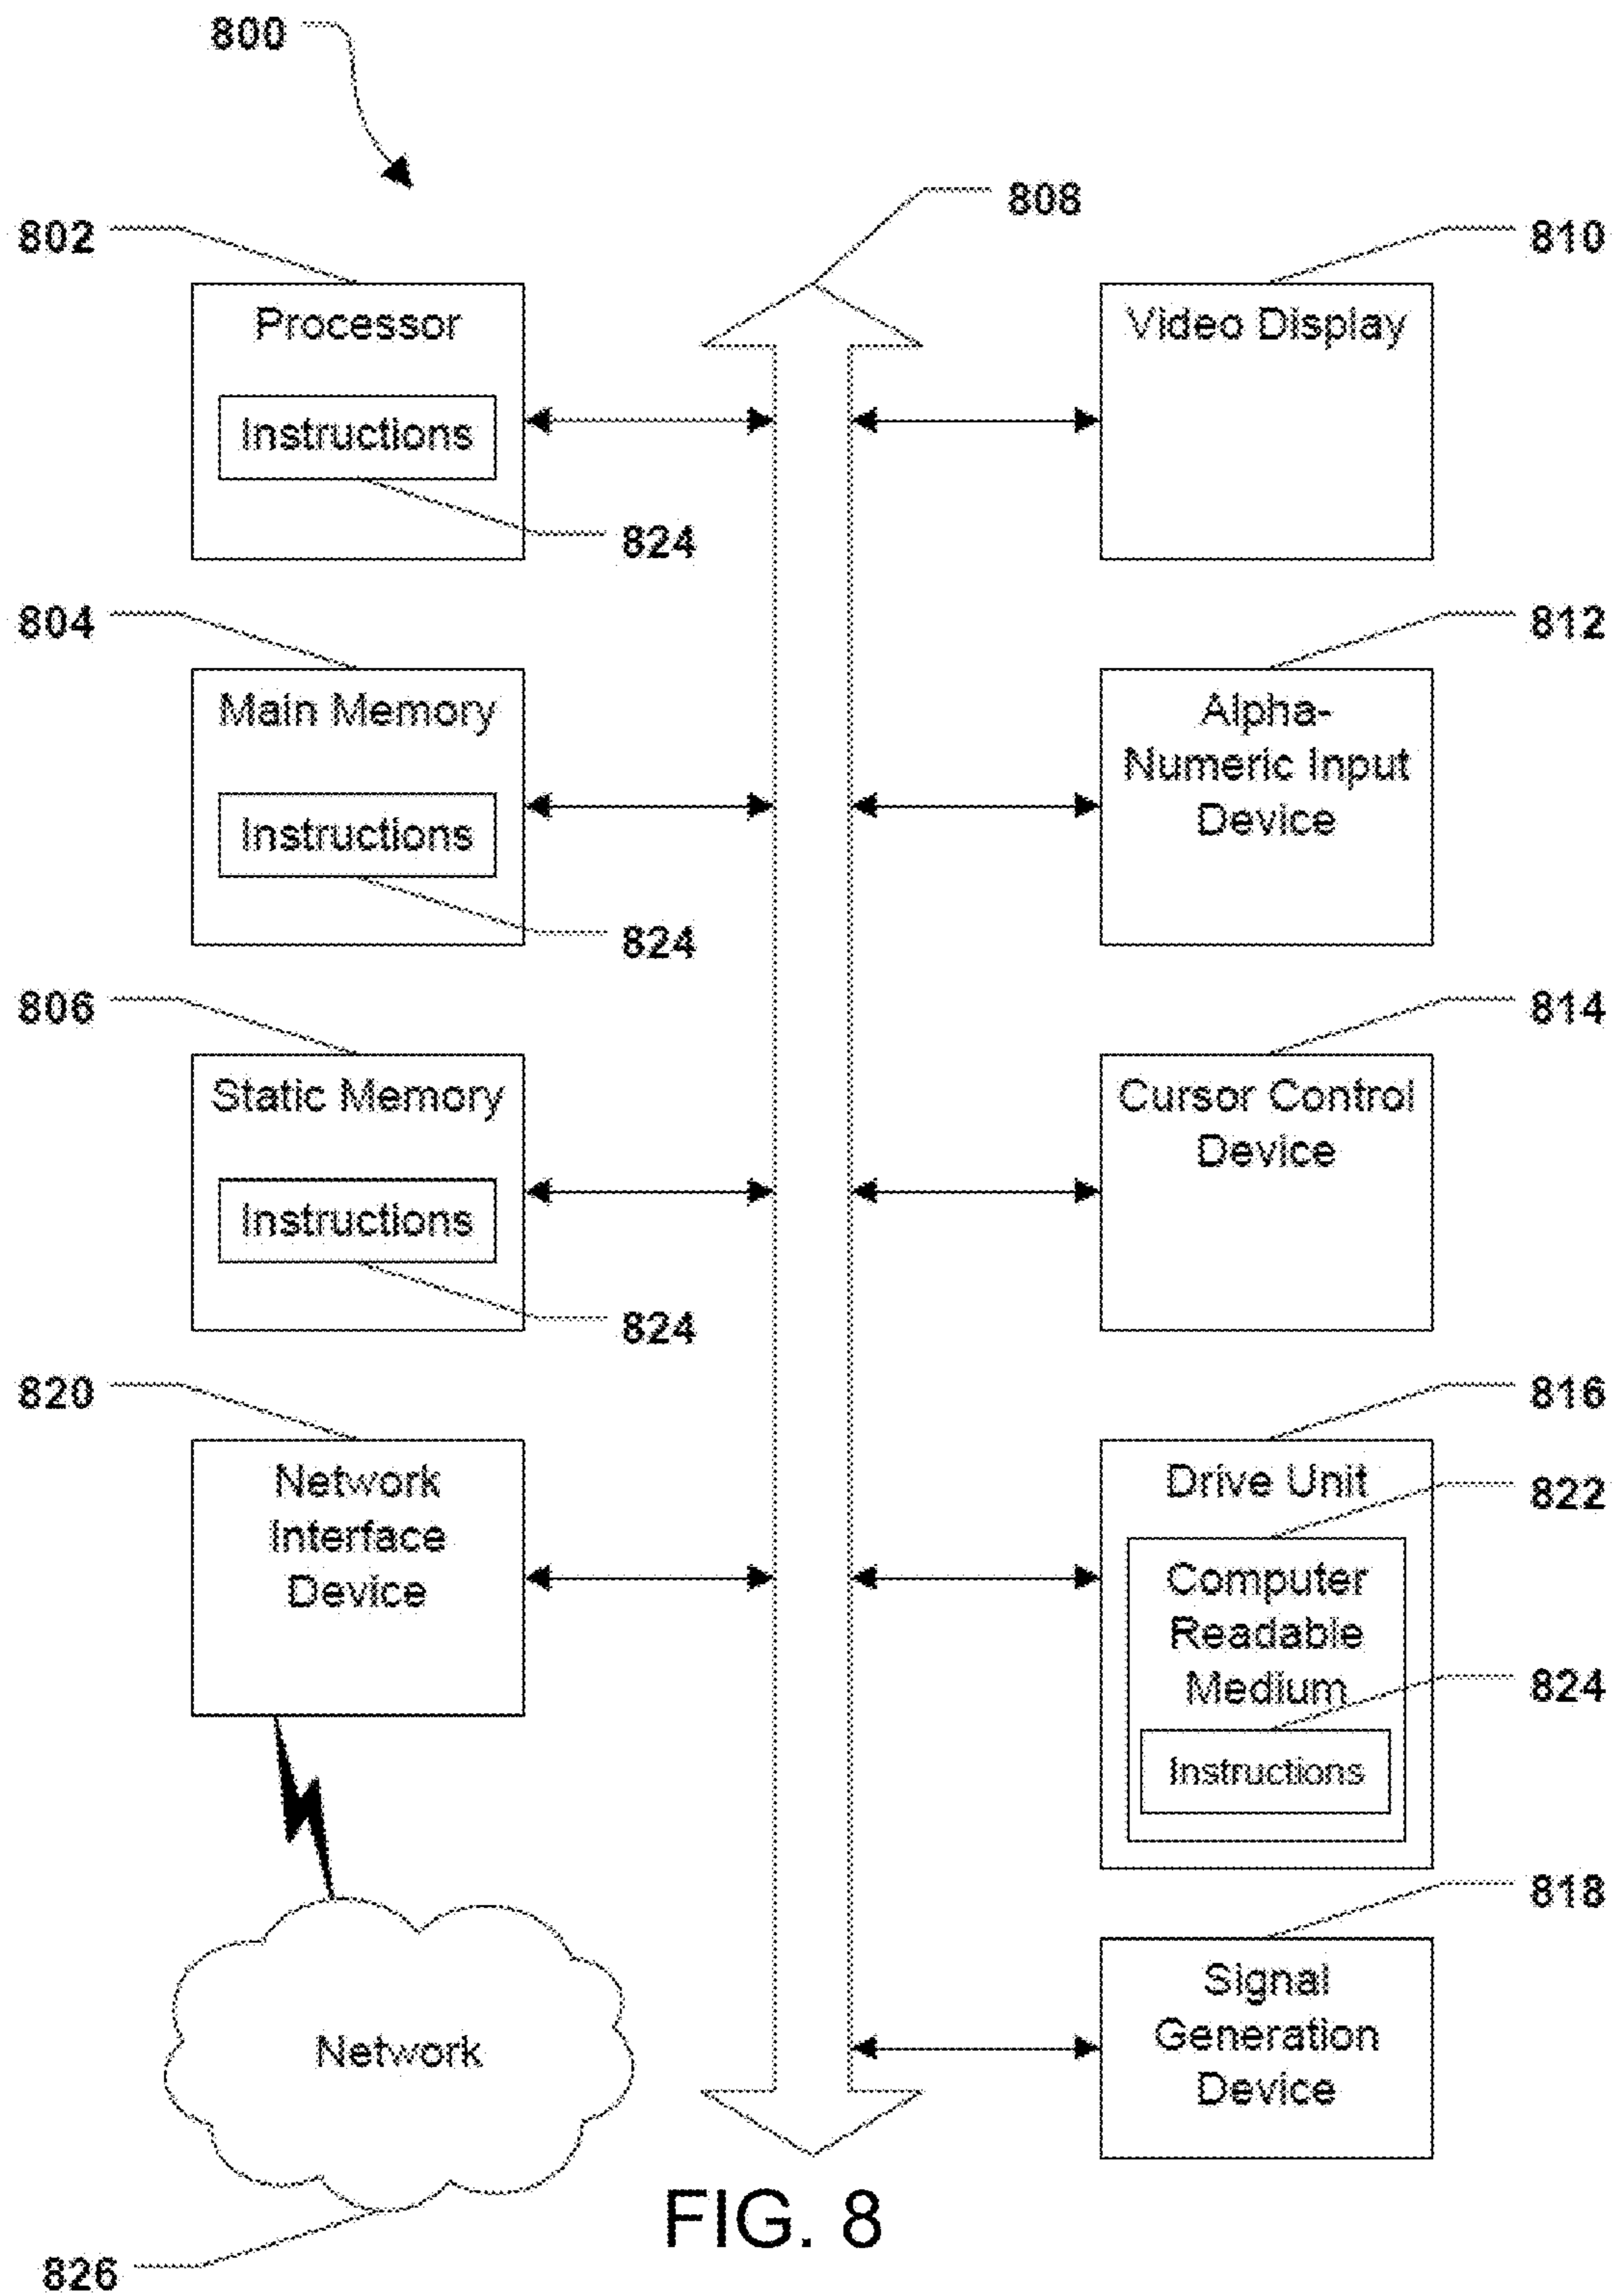 800
808
802
Processor
Instructions
824
810
Video Display
804
Main Memory
Instructions
824
812
Alpha-
Numeric Input
Device
806
Static Memory
Instructions
824
814
Cursor Control
Device
820
Network
Interface
Device
816
Drive Unit
822
Computer
Readable
Medium
824
Instructions
818
Signal
Generation
Device
Network
826
FIG. 8